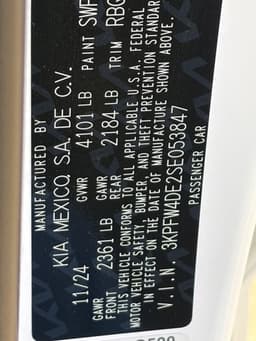 MANUFACTURED BY
KIA MEXICO, S.A. DE C.V.
11/24 GVWR 4101 LB PAINT SWP
GAWR FRONT 2361 LB GAWR REAR 2184 LB TRIM RBG
THIS VEHICLE CONFORMS TO ALL APPLICABLE U.S.A. FEDERAL
MOTOR VEHICLE SAFETY, BUMPER, AND THEFT PREVENTION STANDAR
IN EFFECT ON THE DATE OF MANUFACTURE SHOWN ABOVE.
V.I.N. 3KPFW4DE2SE053847
PASSENGER CAR